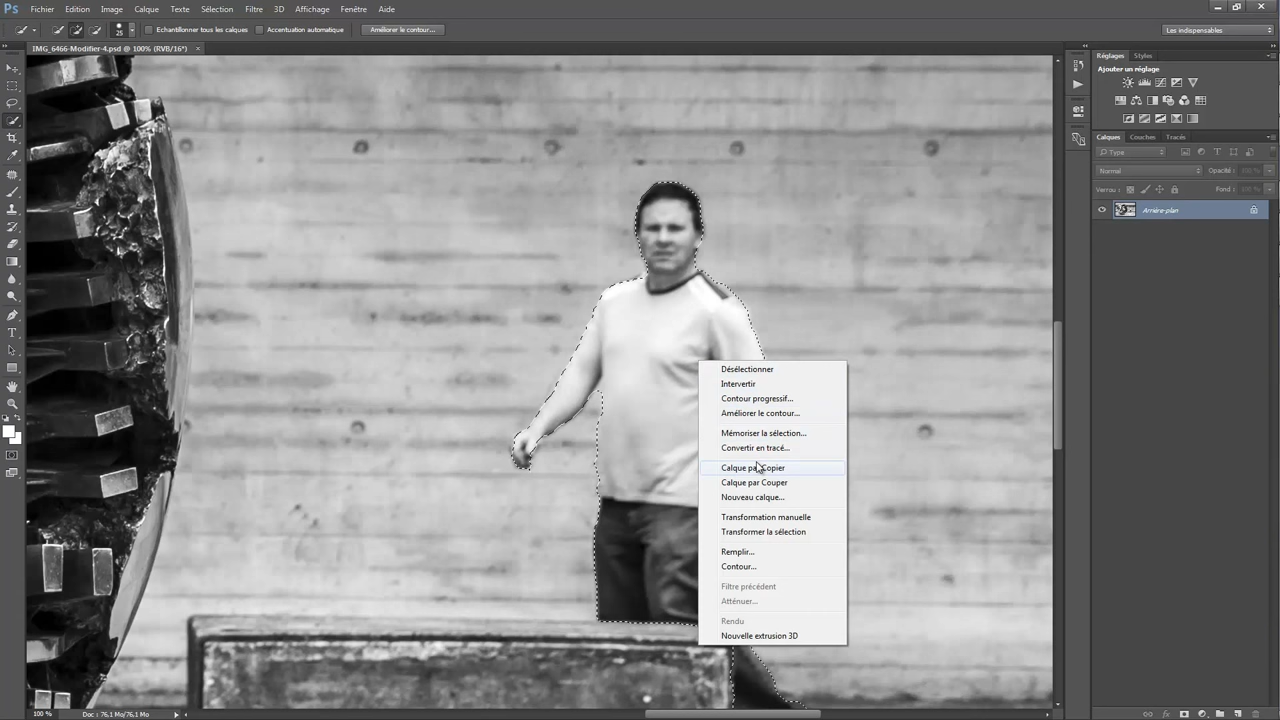 Ps Fichier Edition Image Calque Texte Sélection Filtre 3D Affichage Fenêtre Aide
25 Echantillonner tous les calques Accentuation automatique Améliorer le contour... Les indispensables
IMG_6466-Modifier-4.psd @ 100% (RVB/16*) ×
Réglages Styles
Ajouter un réglage
Calques Couches Tracés
Type
Normal Opacité :
Verrou : Fond :
Arrière-plan
Désélectionner
Intervertir
Contour progressif...
Améliorer le contour...
Mémoriser la sélection...
Convertir en tracé...
Calque par Copier
Calque par Couper
Nouveau calque...
Transformation manuelle
Transformer la sélection
Remplir...
Contour...
Filtre précédent
Atténuer...
Rendu
Nouvelle extrusion 3D
100 % Doc : 76,1 Mo/76,1 Mo